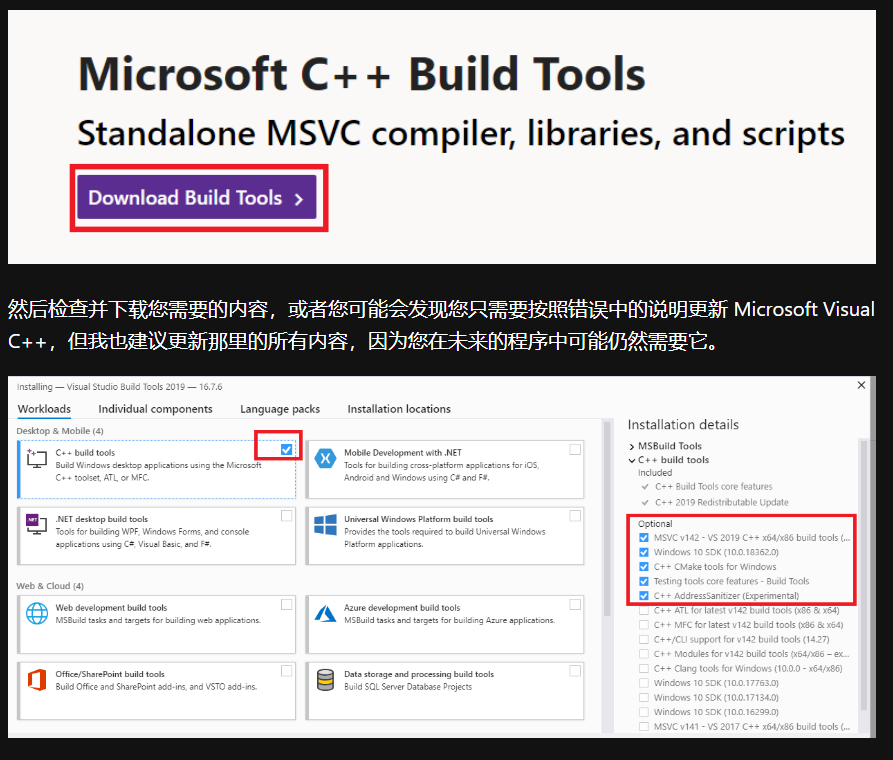 Microsoft C++ Build Tools
Standalone MSVC compiler, libraries, and scripts
Download Build Tools
然后检查并下载您需要的内容，或者您可能会发现您只需要按照错误中的说明更新 Microsoft Visual
C++，但我也建议更新那里的所有内容，因为您在未来的程序中可能仍然需要它。
Installing — Visual Studio Build Tools 2019 — 16.7.6
Workloads Individual components Language packs Installation locations
Desktop & Mobile (4)
C++ build tools
Build Windows desktop applications using the Microsoft
C++ toolset, ATL, or MFC.
Mobile Development with .NET
Tools for building cross-platform applications for iOS,
Android and Windows using C# and F#.
.NET desktop build tools
Tools for building WPF, Windows Forms, and console
applications using C#, Visual Basic, and F#.
Universal Windows Platform build tools
Provides the tools required to build Universal Windows
Platform applications.
Web & Cloud (4)
Web development build tools
MSBuild tasks and targets for building web applications.
Azure development build tools
MSBuild tasks and targets for building Azure applications.
Office/SharePoint build tools
Build Office and SharePoint add-ins, and VSTO add-ins.
Data storage and processing build tools
Build SQL Server Database Projects
Installation details
MSBuild Tools
C++ build tools
Included
C++ Build Tools core features
C++ 2019 Redistributable Update
Optional
MSVC v142 - VS 2019 C++ x64/x86 build tools (...
Windows 10 SDK (10.0.18362.0)
C++ CMake tools for Windows
Testing tools core features - Build Tools
C++ AddressSanitizer (Experimental)
C++ ATL for latest v142 build tools (x86 & x64)
C++ MFC for latest v142 build tools (x86 & x64)
C++/CLI support for v142 build tools (14.27)
C++ Modules for v142 build tools (x64/x86 – ex...
C++ Clang tools for Windows (10.0.0 - x64/x86)
Windows 10 SDK (10.0.17763.0)
Windows 10 SDK (10.0.17134.0)
Windows 10 SDK (10.0.16299.0)
MSVC v141 - VS 2017 C++ x64/x86 build tools (...